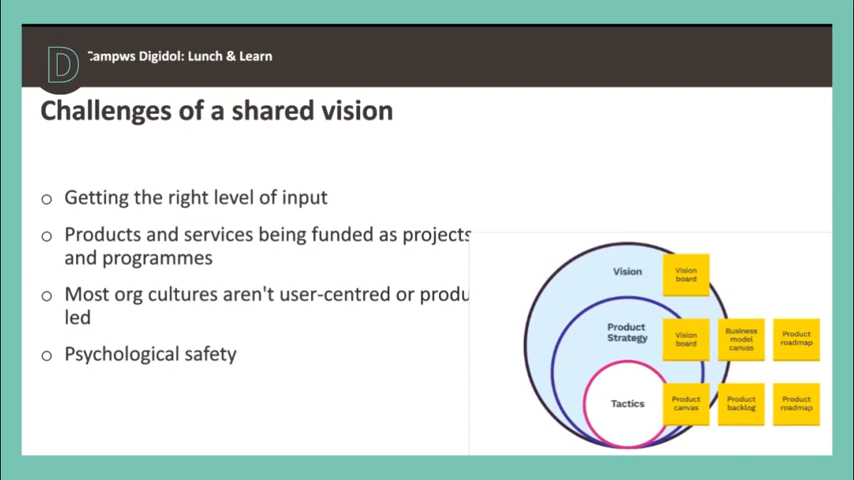 D
Campws Digidol: Lunch & Learn
Challenges of a shared vision
Getting the right level of input
Products and services being funded as projects
and programmes
Most org cultures aren't user-centred or produ
led
Psychological safety
Vision
Vision
board
Product
Strategy
Vision
board
Business
model
canvas
Product
roadmap
Tactics
Product
canvas
Product
backlog
Product
roadmap